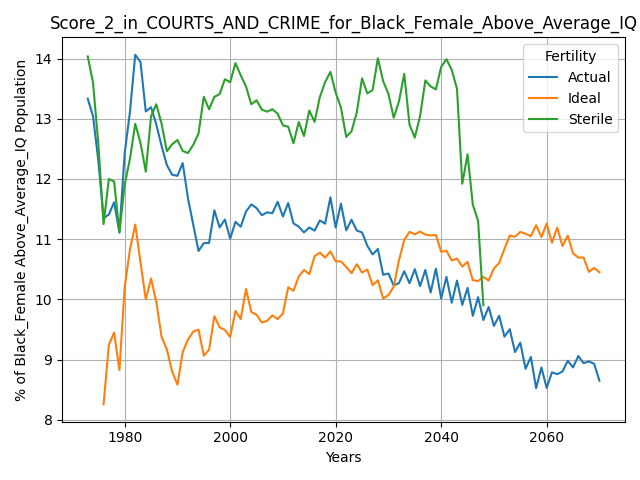 Score_2_in_COURTS_AND_CRIME_for_Black_Female_Above_Average_IQ
% of Black_Female Above_Average_IQ Population
14
13
12
11
10
9
8
1980
2000
2020
2040
2060
Years
Fertility
Actual
Ideal
Sterile